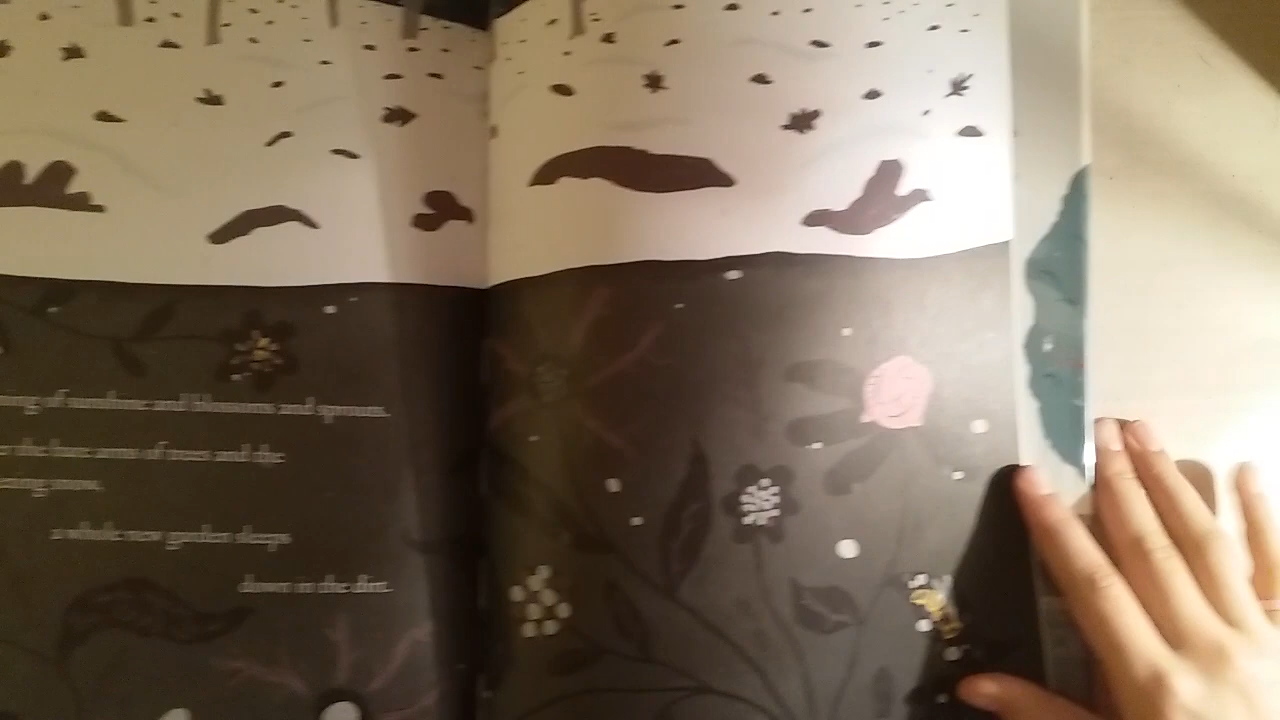 of sunshine and blossoms and sprouts.
the bare arms of trees and the
a whole new garden sleeps
down in the dirt.